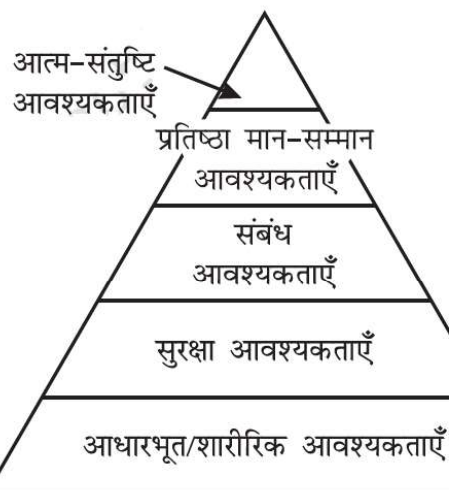 आत्म-संतुष्टि
आवश्यकताएँ
प्रतिष्ठा मान-सम्मान
आवश्यकताएँ
संबंध
आवश्यकताएँ
सुरक्षा आवश्यकताएँ
आधारभूत/शारीरिक आवश्यकताएँ